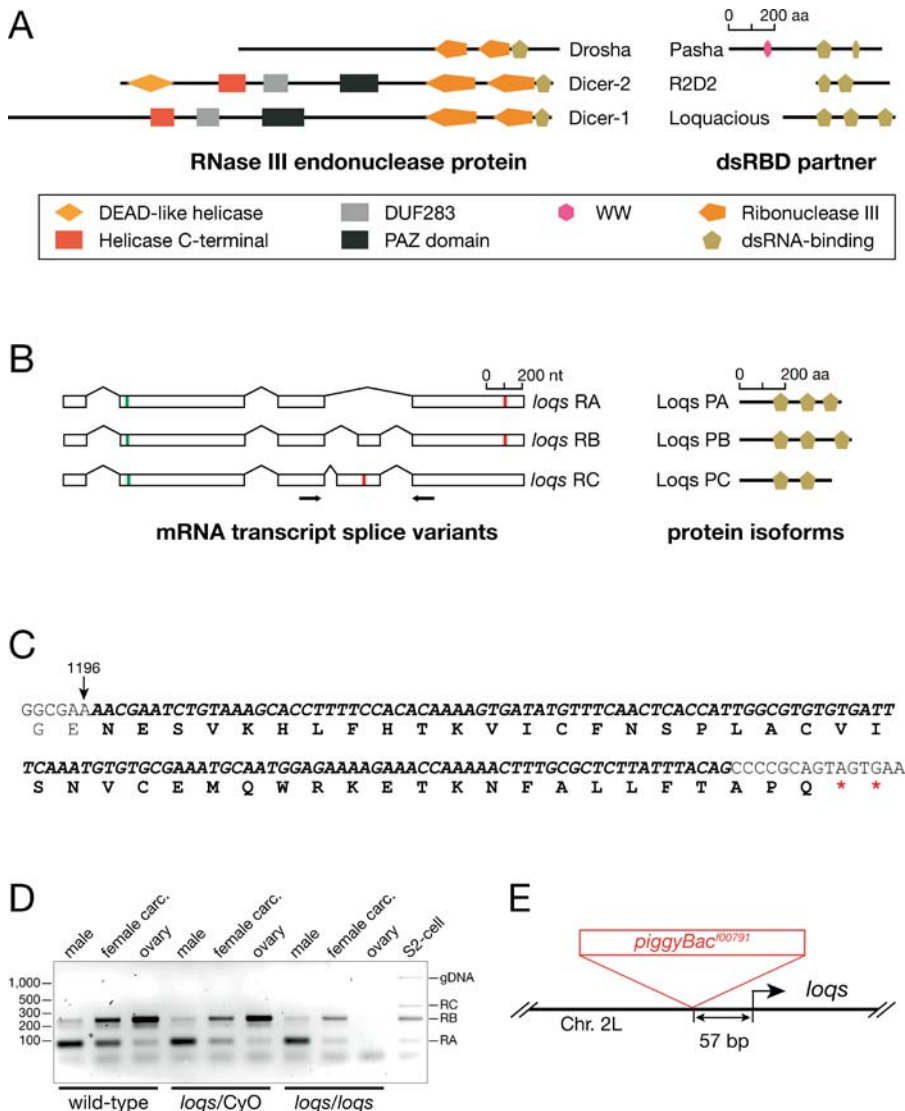 A
0 200 aa
Drosha
Pasha
Dicer-2
R2D2
Dicer-1
Loquacious
RNase III endonuclease protein
dsRBD partner
DEAD-like helicase
DUF283
WW
Ribonuclease III
Helicase C-terminal
PAZ domain
dsRNA-binding
B
0 200 nt
0 200 aa
loqs RA
Loqs PA
loqs RB
Loqs PB
loqs RC
Loqs PC
mRNA transcript splice variants
protein isoforms
C
1196
GGCGAAAACGAATCTGTAAAGCACCTTTTCCACACAAAAGTGATATGTTTCAACTCACCATTGGCGTGTGTGATT
G E N E S V K H L F H T K V I C F N S P L A C V I
TCAAATGTGTGCGAAATGCAATGGAGAAAAGAAACCAAAAACTTTGCGCTCTTATTTACAGCCCCGCAGTAGTGAA
S N V C E M Q W R K E T K N F A L L F T A P Q * *
D
male
female carc.
ovary
male
female carc.
ovary
male
female carc.
ovary
S2-cell
1,000
500
300
200
100
gDNA
RC
RB
RA
wild-type
loqs/CyO
loqs/loqs
E
piggyBac f00791
loqs
Chr. 2L
57 bp